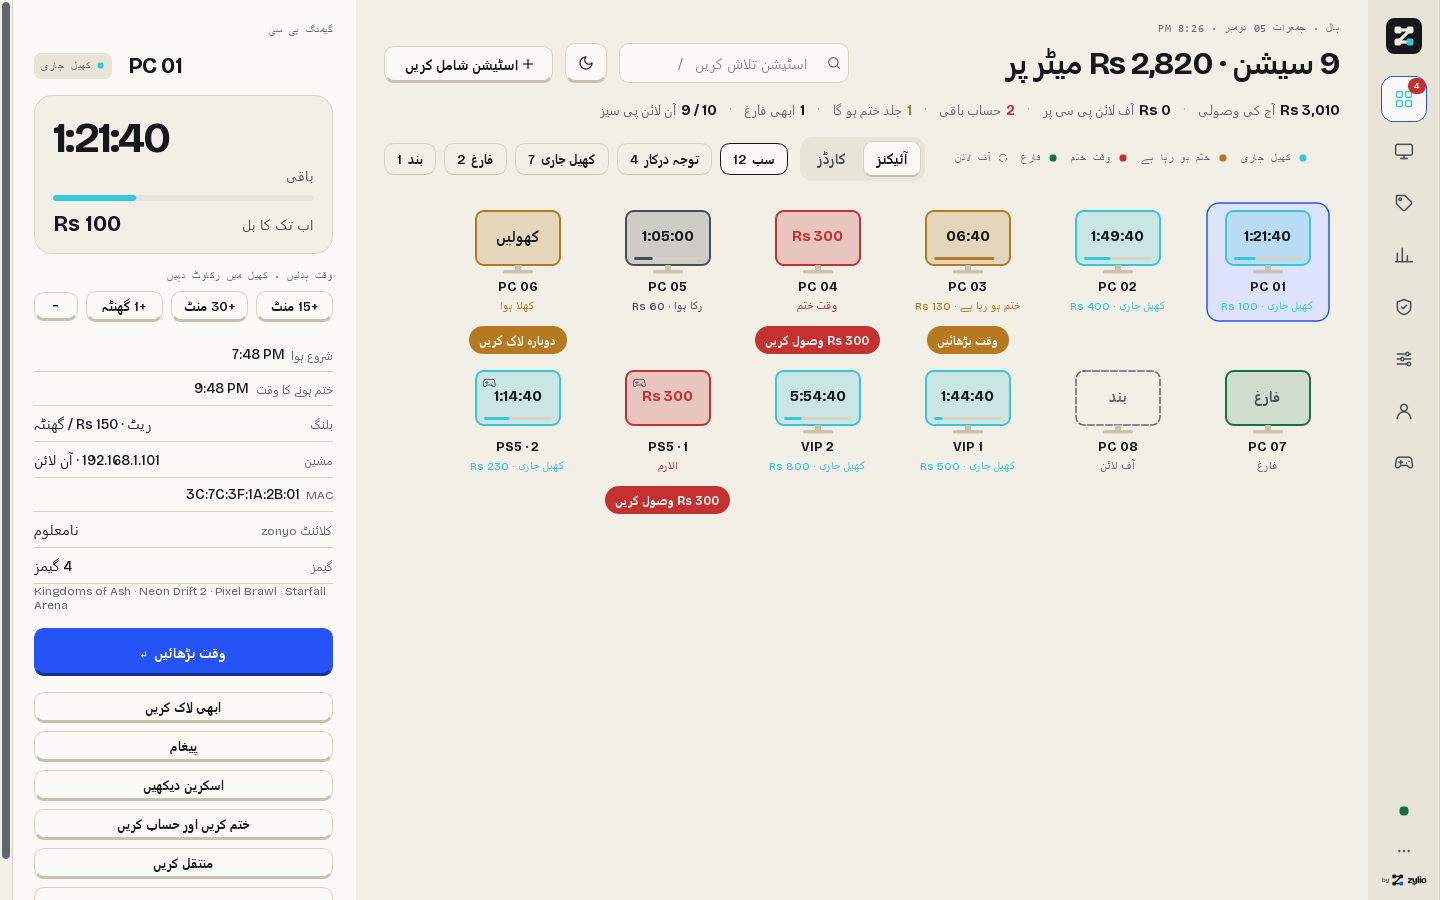 ہال · جمعرات 05 نومبر · 8:26 PM
9 سیشن · Rs 2,820 میٹر پر
اسٹیشن تلاش کریں /
+ اسٹیشن شامل کریں
Rs 3,010 آج کی وصولی · Rs 0 آف لائن پی سی پر · 2 حساب باقی · 1 جلد ختم ہو گا · 1 ابھی فارغ · 9 / 10 آن لائن پی سیز
کھیل جاری ختم ہو رہا ہے وقت ختم فارغ آف لائن
آئیکنز کارڈز
سب 12 توجہ درکار 4 کھیل جاری 7 فارغ 2 بند 1
1:21:40
PC 01
کھیل جاری · Rs 100
1:49:40
PC 02
کھیل جاری · Rs 400
06:40
PC 03
ختم ہو رہا ہے · Rs 130
وقت بڑھائیں
Rs 300
PC 04
وقت ختم
Rs 300 وصول کریں
1:05:00
PC 05
رکا ہوا · Rs 60
کھولیں
PC 06
کھلا ہوا
دوبارہ لاک کریں
فارغ
PC 07
فارغ
بند
PC 08
آف لائن
1:44:40
VIP 1
کھیل جاری · Rs 500
5:54:40
VIP 2
کھیل جاری · Rs 800
Rs 300
PS5 · 1
الارم
Rs 300 وصول کریں
1:14:40
PS5 · 2
کھیل جاری · Rs 230
4
by zylio
گیمنگ پی سی
PC 01
کھیل جاری
1:21:40
باقی
اب تک کا بل Rs 100
وقت بدلیں · کھیل میں رکاوٹ نہیں
+15 منٹ +30 منٹ +1 گھنٹہ −
شروع ہوا 7:48 PM
ختم ہونے کا وقت 9:48 PM
بلنگ ریٹ · Rs 150 / گھنٹہ
مشین 192.168.1.101 · آن لائن
MAC 3C:7C:3F:1A:2B:01
کلائنٹ zonyo نامعلوم
گیمز 4 گیمز
Kingdoms of Ash · Neon Drift 2 · Pixel Brawl · Starfall
Arena
وقت بڑھائیں ↵
ابھی لاک کریں
پیغام
اسکرین دیکھیں
ختم کریں اور حساب کریں
منتقل کریں